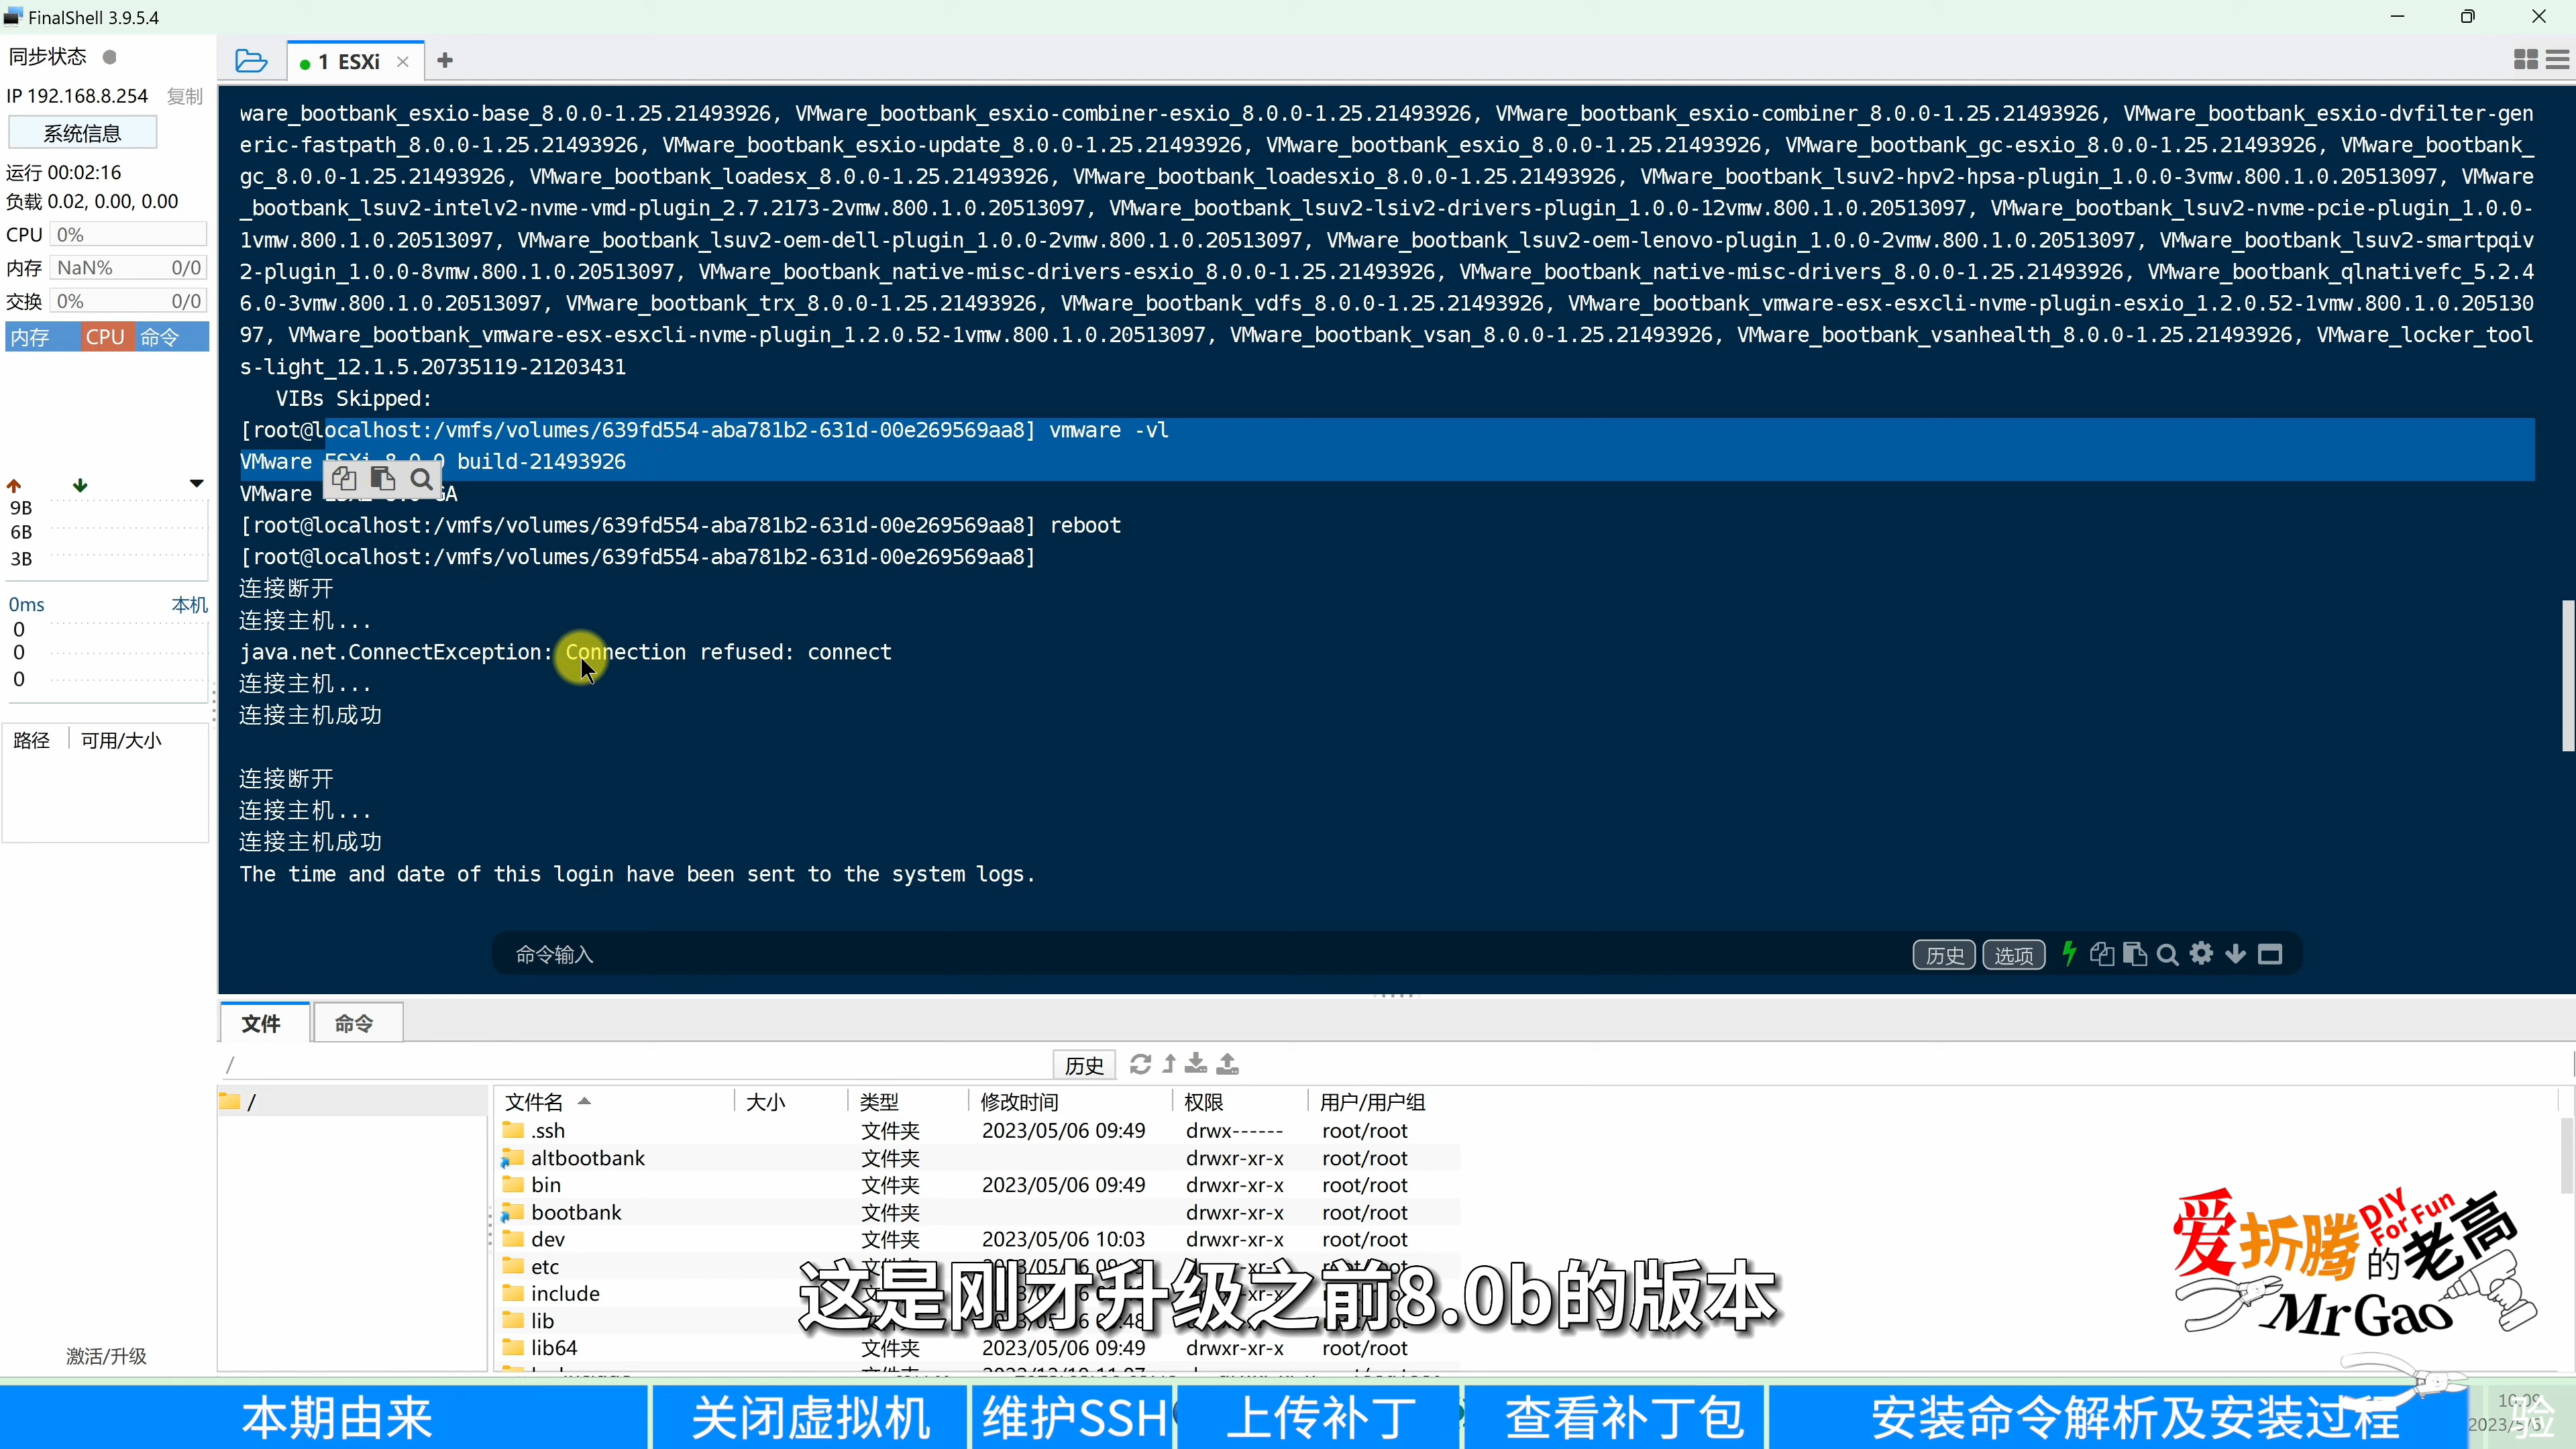 FinalShell 3.9.5.4
同步状态
1 ESXi
IP 192.168.8.254 复制
系统信息
运行 00:02:16
负载 0.02, 0.00, 0.00
CPU 0%
内存 NaN% 0/0
交换 0% 0/0
内存 CPU 命令
9B
6B
3B
0ms 本机
0
0
0
路径 可用/大小
激活/升级
ware_bootbank_esxio-base_8.0.0-1.25.21493926, VMware_bootbank_esxio-combiner-esxio_8.0.0-1.25.21493926, VMware_bootbank_esxio-combiner_8.0.0-1.25.21493926, VMware_bootbank_esxio-dvfilter-gen
eric-fastpath_8.0.0-1.25.21493926, VMware_bootbank_esxio-update_8.0.0-1.25.21493926, VMware_bootbank_esxio_8.0.0-1.25.21493926, VMware_bootbank_gc-esxio_8.0.0-1.25.21493926, VMware_bootbank_
gc_8.0.0-1.25.21493926, VMware_bootbank_loadesx_8.0.0-1.25.21493926, VMware_bootbank_loadesxio_8.0.0-1.25.21493926, VMware_bootbank_lsuv2-hpv2-hpsa-plugin_1.0.0-3vmw.800.1.0.20513097, VMware
_bootbank_lsuv2-intelv2-nvme-vmd-plugin_2.7.2173-2vmw.800.1.0.20513097, VMware_bootbank_lsuv2-lsiv2-drivers-plugin_1.0.0-12vmw.800.1.0.20513097, VMware_bootbank_lsuv2-nvme-pcie-plugin_1.0.0-
1vmw.800.1.0.20513097, VMware_bootbank_lsuv2-oem-dell-plugin_1.0.0-2vmw.800.1.0.20513097, VMware_bootbank_lsuv2-oem-lenovo-plugin_1.0.0-2vmw.800.1.0.20513097, VMware_bootbank_lsuv2-smartpqiv
2-plugin_1.0.0-8vmw.800.1.0.20513097, VMware_bootbank_native-misc-drivers-esxio_8.0.0-1.25.21493926, VMware_bootbank_native-misc-drivers_8.0.0-1.25.21493926, VMware_bootbank_qlnativefc_5.2.4
6.0-3vmw.800.1.0.20513097, VMware_bootbank_trx_8.0.0-1.25.21493926, VMware_bootbank_vdfs_8.0.0-1.25.21493926, VMware_bootbank_vmware-esx-esxcli-nvme-plugin-esxio_1.2.0.52-1vmw.800.1.0.205130
97, VMware_bootbank_vmware-esx-esxcli-nvme-plugin_1.2.0.52-1vmw.800.1.0.20513097, VMware_bootbank_vsan_8.0.0-1.25.21493926, VMware_bootbank_vsanhealth_8.0.0-1.25.21493926, VMware_locker_tool
s-light_12.1.5.20735119-21203431
VIBs Skipped:
[root@localhost:/vmfs/volumes/639fd554-aba781b2-631d-00e269569aa8] vmware -vl
VMware ESXi 8.0.0 build-21493926
VMware ESXi 8.0 GA
[root@localhost:/vmfs/volumes/639fd554-aba781b2-631d-00e269569aa8] reboot
[root@localhost:/vmfs/volumes/639fd554-aba781b2-631d-00e269569aa8]
连接断开
连接主机...
java.net.ConnectException: Connection refused: connect
连接主机...
连接主机成功
连接断开
连接主机...
连接主机成功
The time and date of this login have been sent to the system logs.
命令输入 历史 选项
文件 命令
/ 历史
/
文件名 大小 类型 修改时间 权限 用户/用户组
.ssh 文件夹 2023/05/06 09:49 drwx------ root/root
altbootbank 文件夹 drwxr-xr-x root/root
bin 文件夹 2023/05/06 09:49 drwxr-xr-x root/root
bootbank 文件夹 drwxr-xr-x root/root
dev 文件夹 2023/05/06 10:03 drwxr-xr-x root/root
etc drwxr-xr-x root/root
include drwxr-xr-x root/root
lib drwxr-xr-x root/root
lib64 文件夹 2023/05/06 09:49 drwxr-xr-x root/root
这是刚才升级之前8.0b的版本
爱折腾的老高
DIY For Fun
MrGao
本期由来 关闭虚拟机 维护SSH 上传补丁 查看补丁包 安装命令解析及安装过程 验